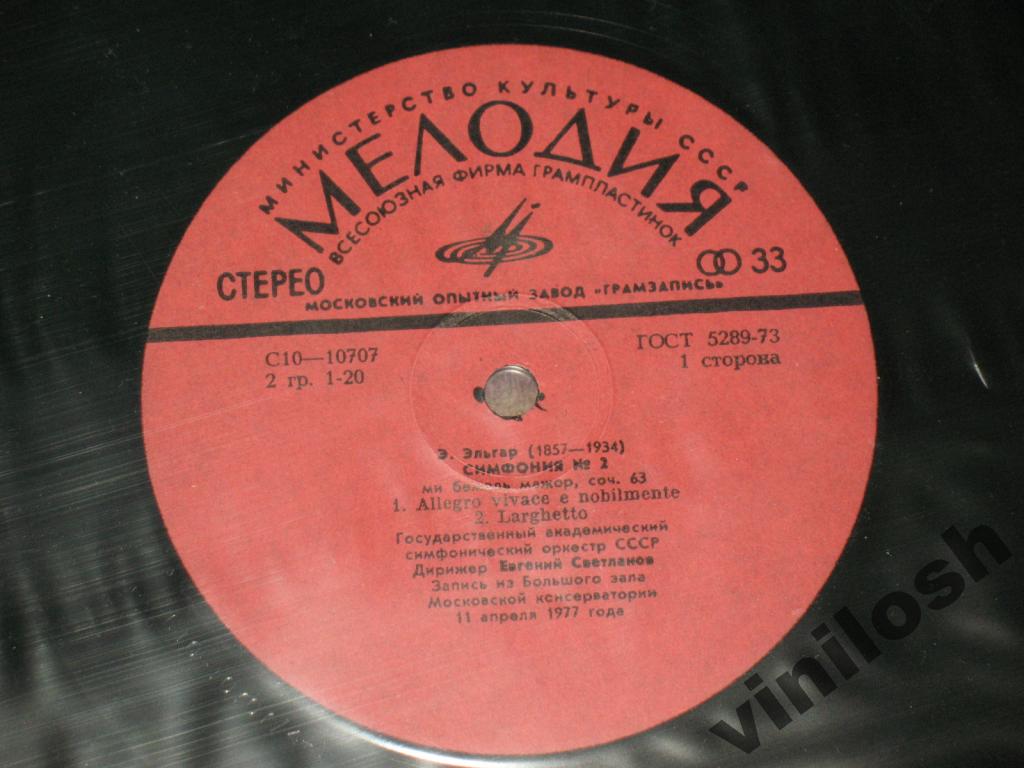 МИНИСТЕРСТВО КУЛЬТУРЫ СССР
МЕЛОДИЯ
ВСЕСОЮЗНАЯ ФИРМА ГРАМПЛАСТИНОК
СТЕРЕО
33
МОСКОВСКИЙ ОПЫТНЫЙ ЗАВОД «ГРАМЗАПИСЬ»
С10—10707
2 гр. 1-20
ГОСТ 5289-73
1 сторона
Э. Эльгар (1857—1934)
СИМФОНИЯ № 2
ми бемоль мажор, соч. 63
1. Allegro vivace e nobilmente
2. Larghetto
Государственный академический
симфонический оркестр СССР
Дирижер Евгений Светланов
Запись из Большого зала
Московской консерватории
11 апреля 1977 года
vinilosh